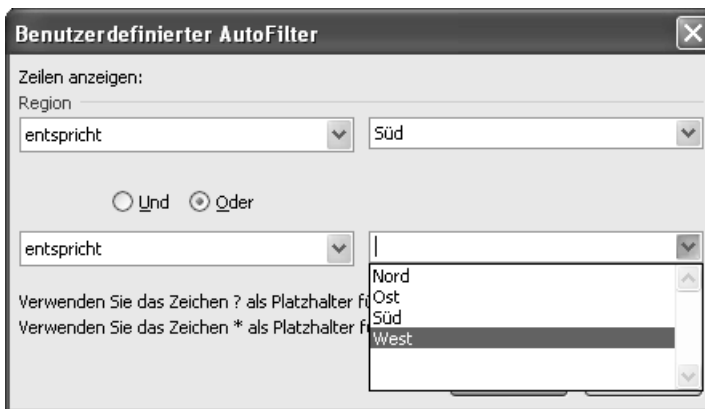 Benutzerdefinierter AutoFilter
Zeilen anzeigen:
Region
entspricht Süd
Und Oder
entspricht
Nord
Ost
Süd
West
Verwenden Sie das Zeichen ? als Platzhalter
Verwenden Sie das Zeichen * als Platzhalter